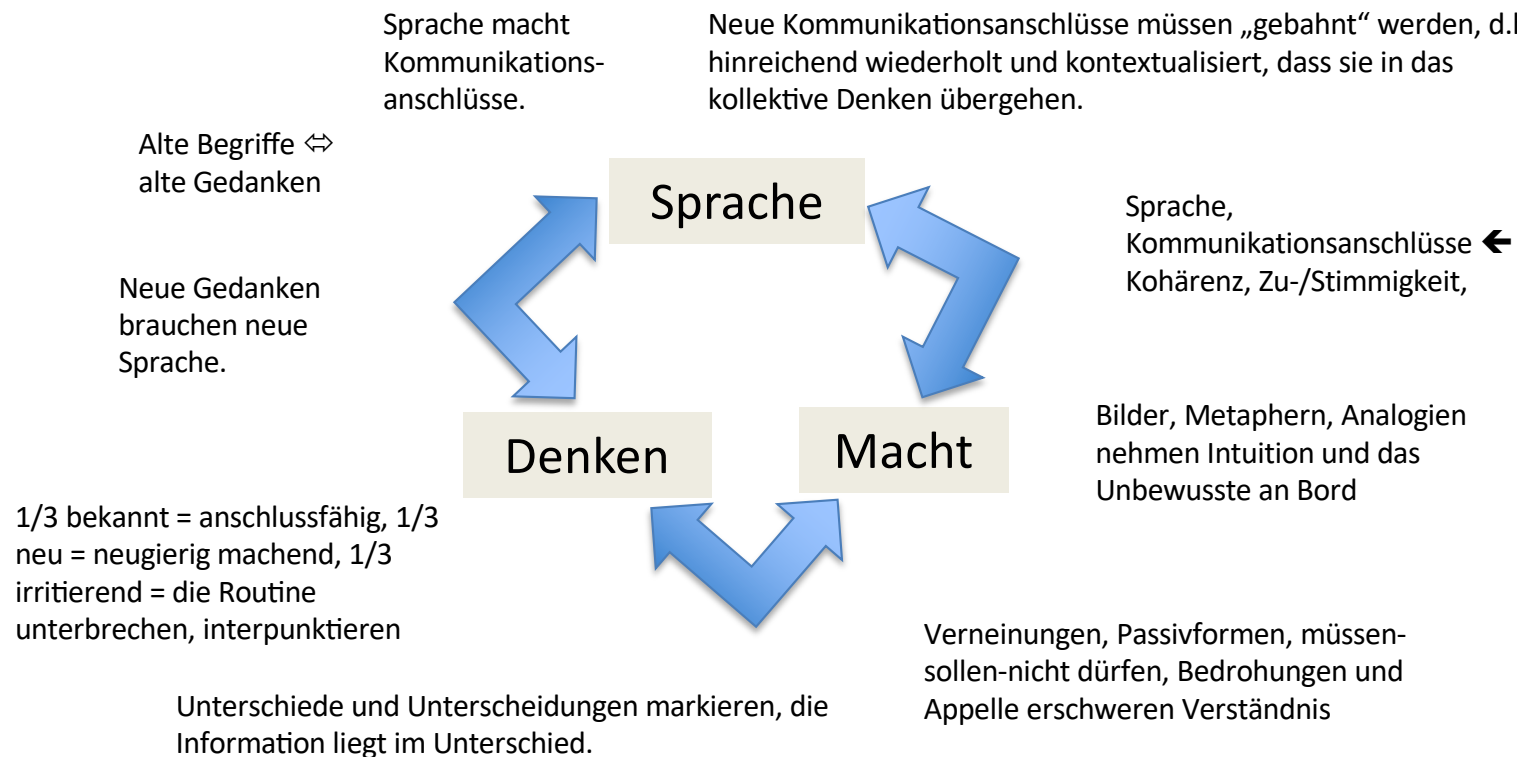 Sprache macht
Kommunikations-
anschlüsse.
Neue Kommunikationsanschlüsse müssen „gebahnt“ werden, d.h
hinreichend wiederholt und kontextualisiert, dass sie in das
kollektive Denken übergehen.
Alte Begriffe ⬄
alte Gedanken
Sprache
Sprache,
Kommunikationsanschlüsse 🡸
Kohärenz, Zu-/Stimmigkeit,
Neue Gedanken
brauchen neue
Sprache.
Denken
Macht
Bilder, Metaphern, Analogien
nehmen Intuition und das
Unbewusste an Bord
1/3 bekannt = anschlussfähig, 1/3
neu = neugierig machend, 1/3
irritierend = die Routine
unterbrechen, interpunktieren
Verneinungen, Passivformen, müssen-
sollen-nicht dürfen, Bedrohungen und
Appelle erschweren Verständnis
Unterschiede und Unterscheidungen markieren, die
Information liegt im Unterschied.